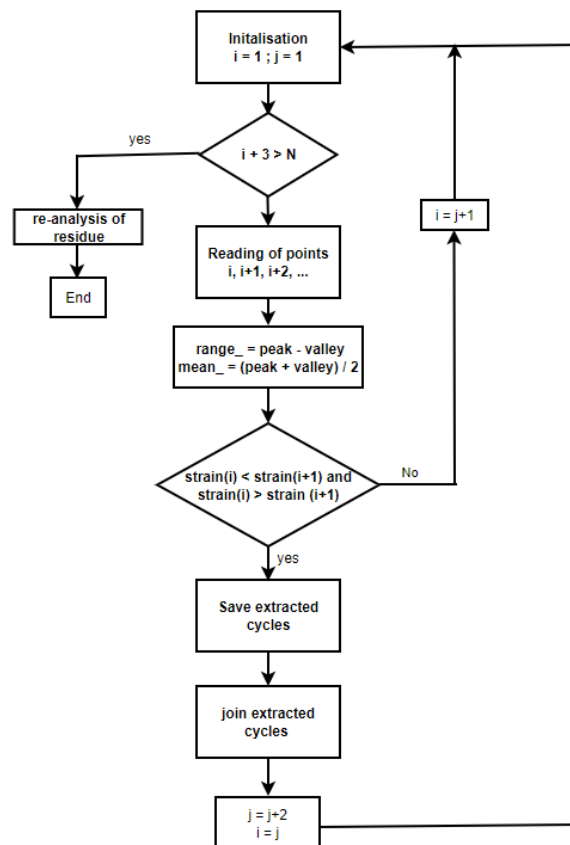 Initalisation
i = 1 ; j = 1
yes
i + 3 > N
re-analysis of
residue
i = j+1
Reading of points
i, i+1, i+2, ...
End
range_ = peak - valley
mean_ = (peak + valley) / 2
strain(i) < strain(i+1) and
strain(i) > strain (i+1)
No
yes
Save extracted
cycles
join extracted
cycles
j = j+2
i = j